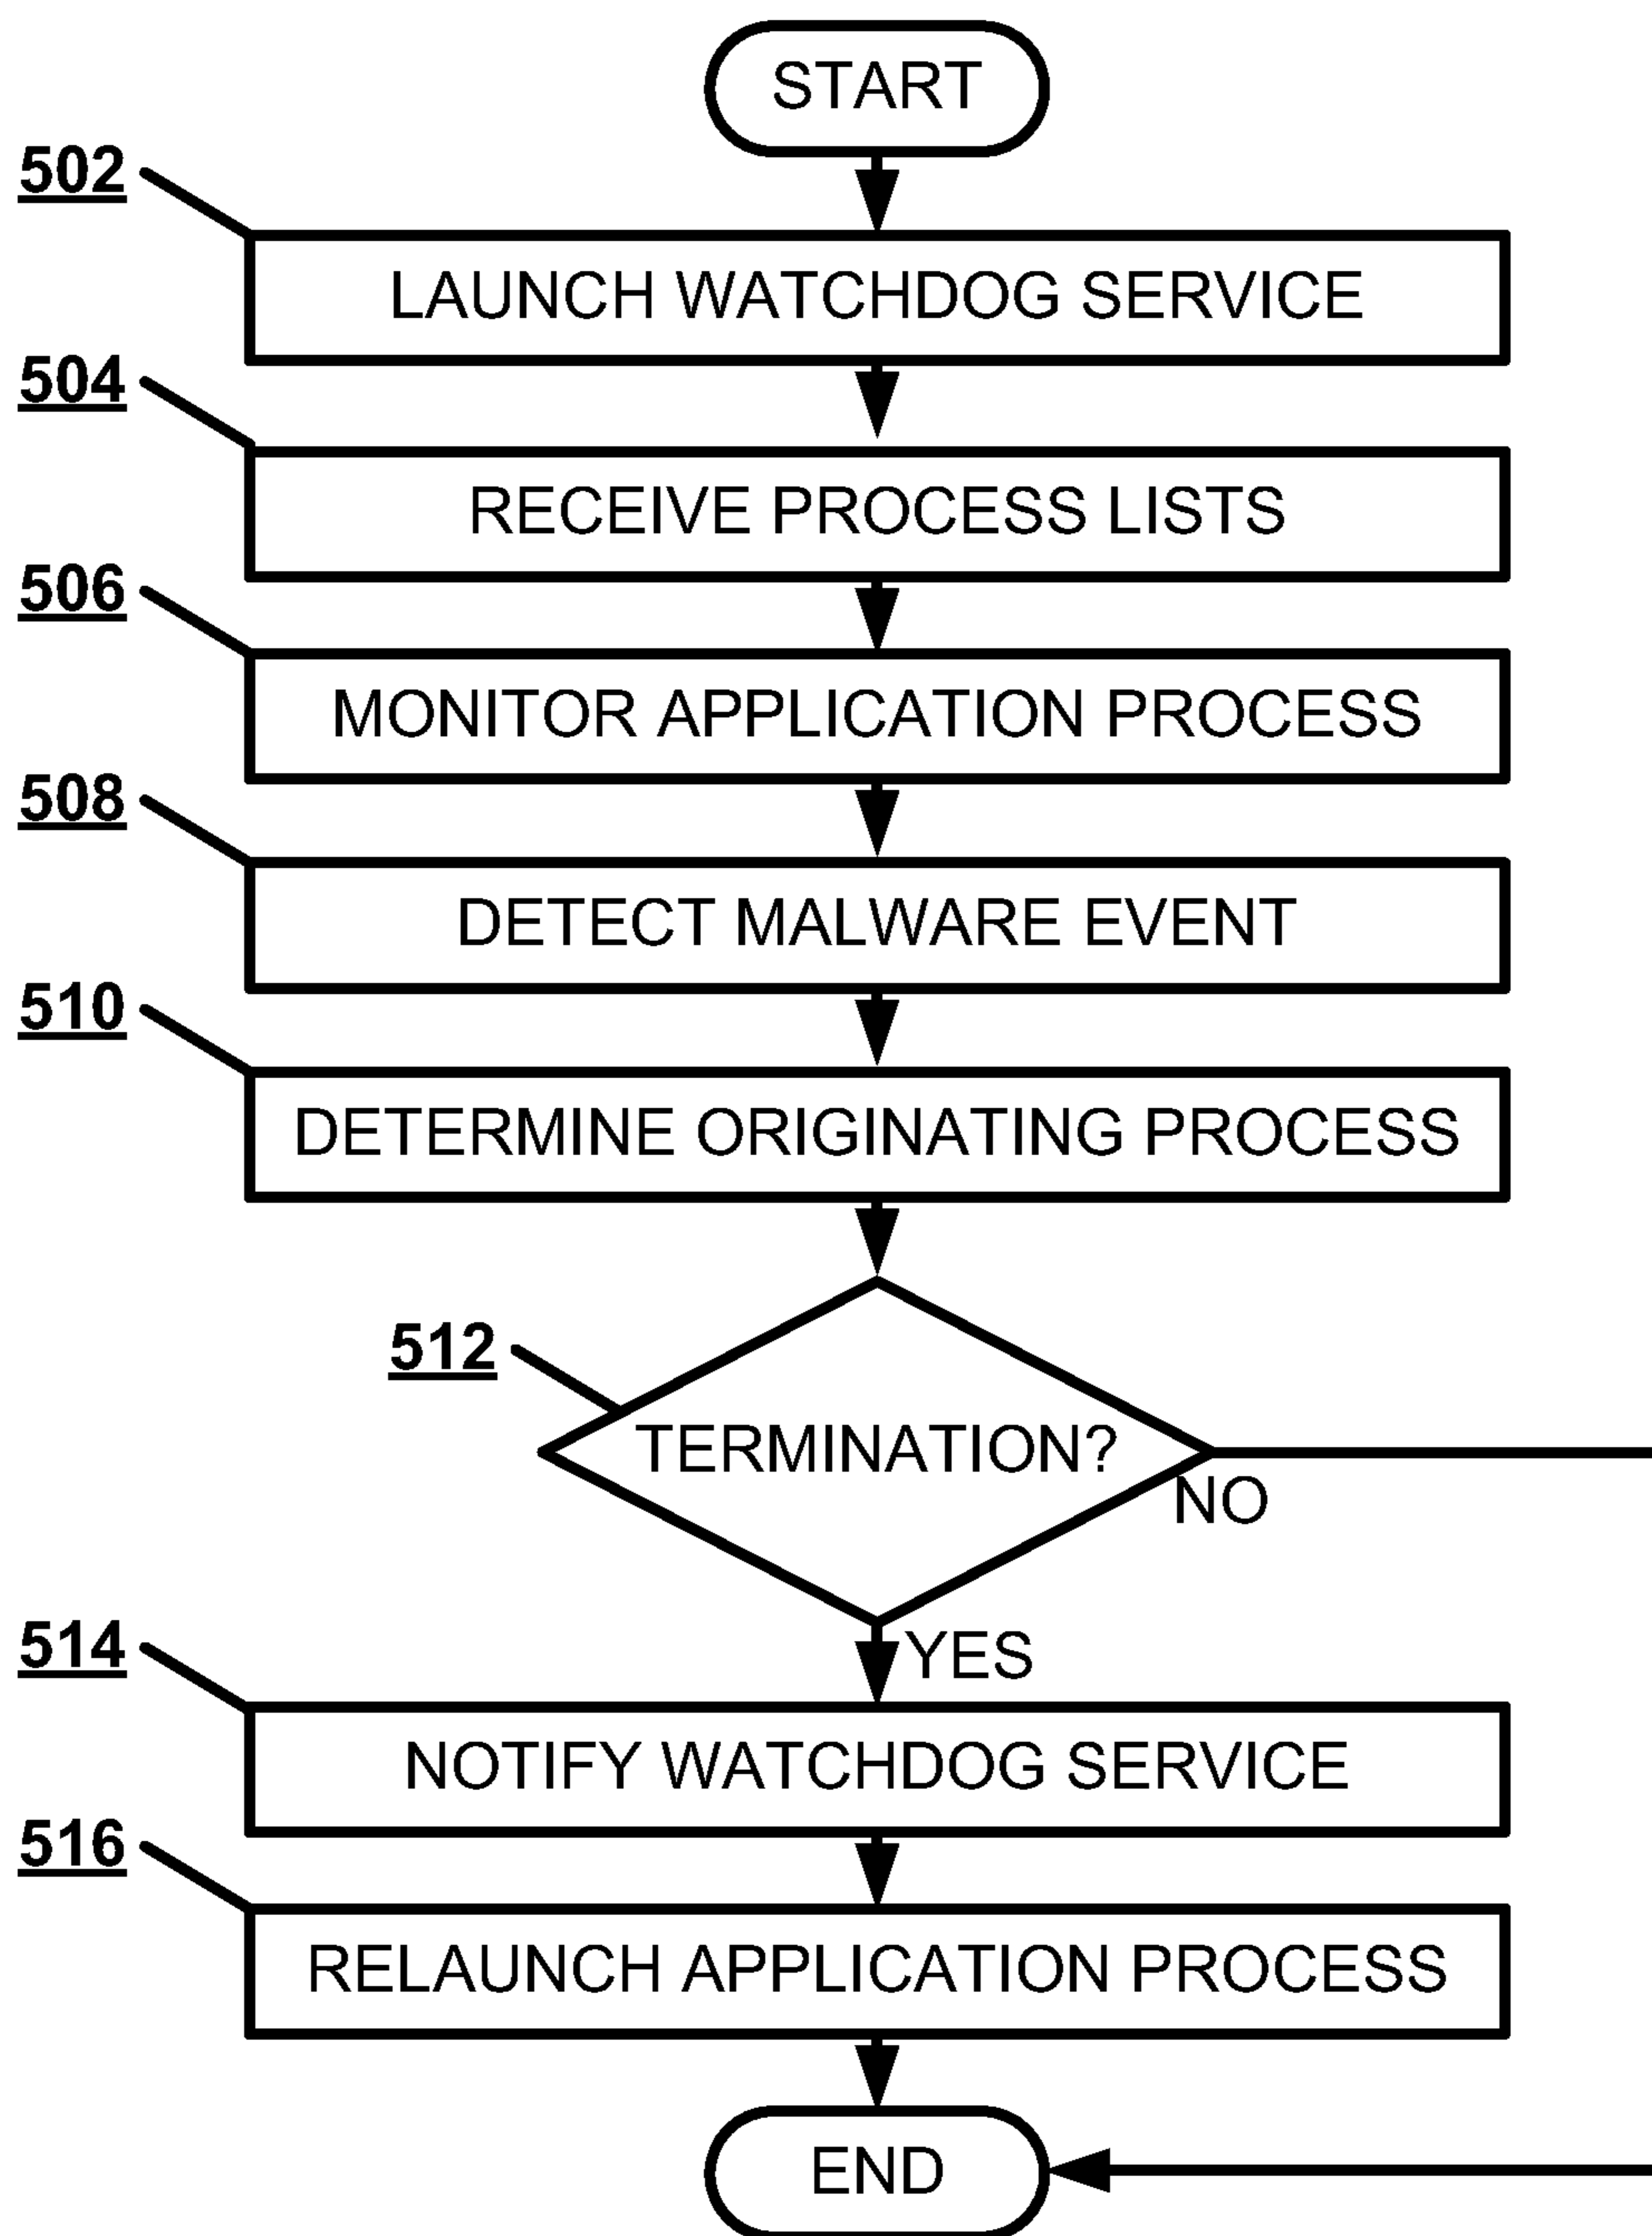 START
502
LAUNCH WATCHDOG SERVICE
504
RECEIVE PROCESS LISTS
506
MONITOR APPLICATION PROCESS
508
DETECT MALWARE EVENT
510
DETERMINE ORIGINATING PROCESS
512
TERMINATION?
NO
YES
514
NOTIFY WATCHDOG SERVICE
516
RELAUNCH APPLICATION PROCESS
END